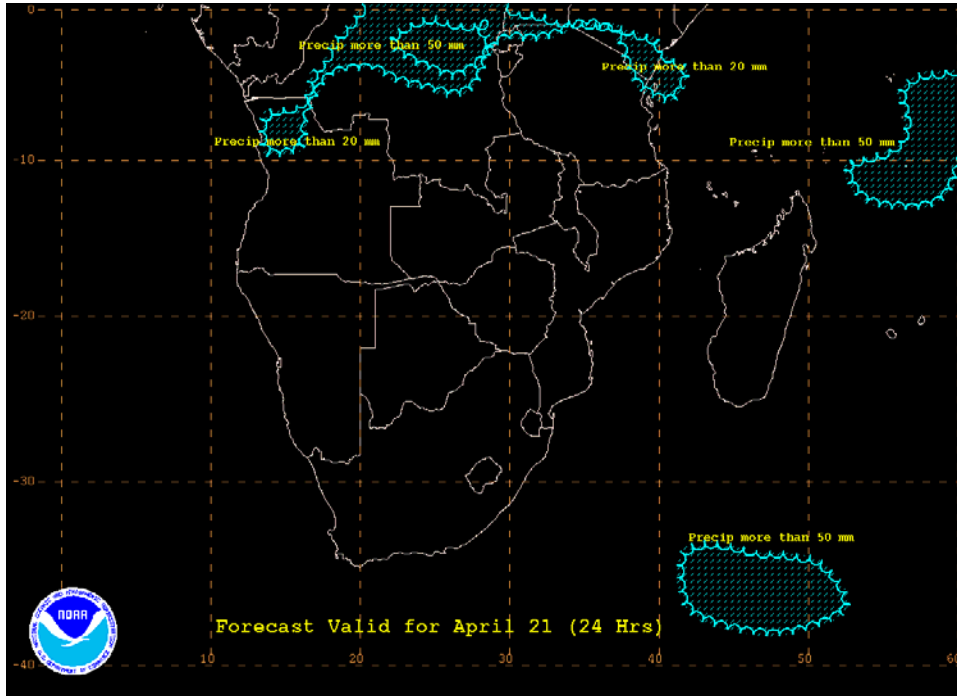 0
Precip more than 50 mm
Precip more than 20 mm
Precip more than 20 mm
Precip more than 50 mm
-10
-20
-30
Precip more than 50 mm
NOAA
Forecast Valid for April 21 (24 Hrs)
-40
10
20
30
40
50
60